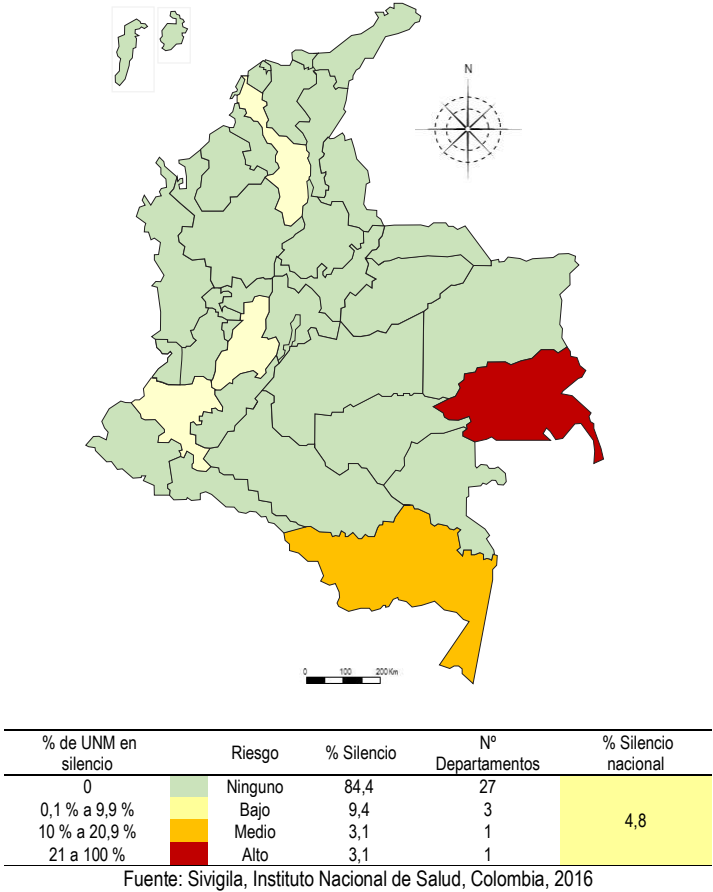 N
0 100 200 Km
% de UNM en silencio Riesgo % Silencio Nº Departamentos % Silencio nacional
0 Ninguno 84,4 27
0,1 % a 9,9 % Bajo 9,4 3 4,8
10 % a 20,9 % Medio 3,1 1
21 a 100 % Alto 3,1 1
Fuente: Sivigila, Instituto Nacional de Salud, Colombia, 2016